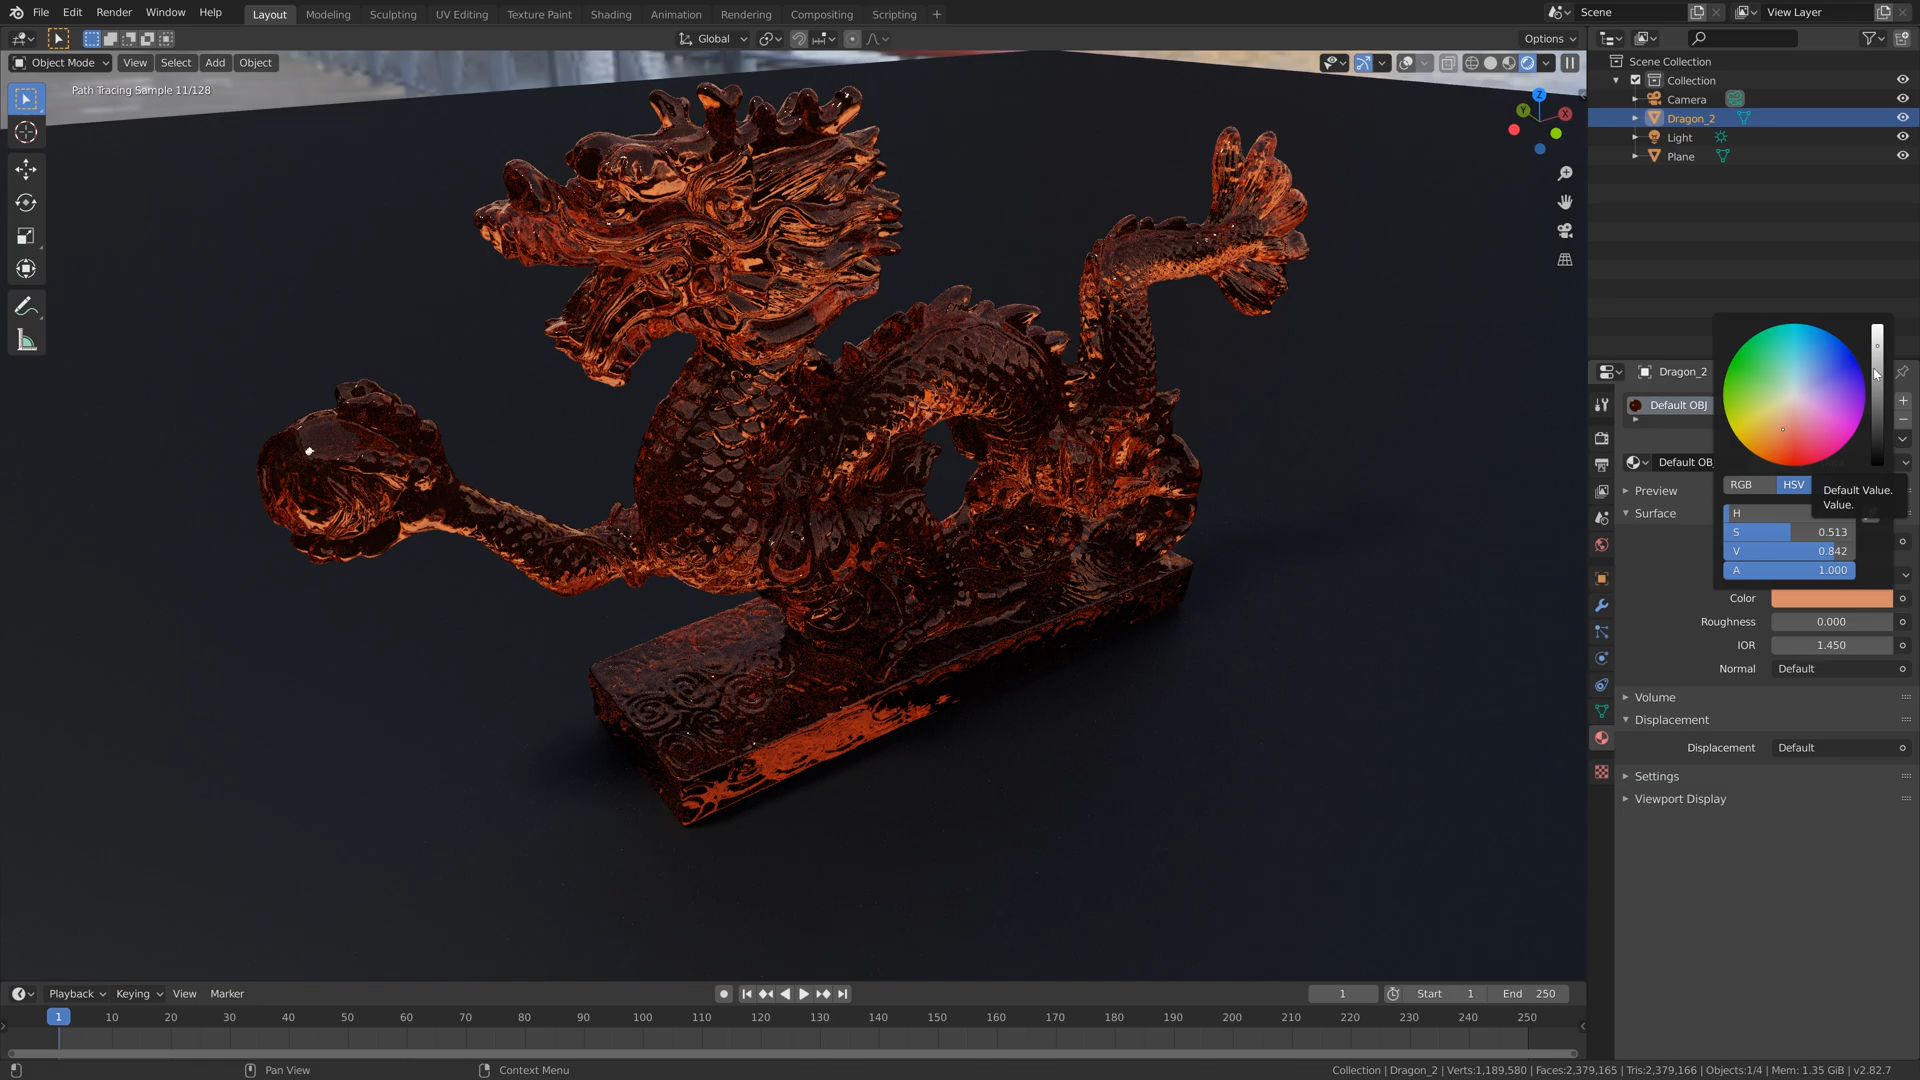 File Edit Render Window Help Layout Modeling Sculpting UV Editing Texture Paint Shading Animation Rendering Compositing Scripting + Scene View Layer
Global Options
Object Mode View Select Add Object
Path Tracing Sample 11/128
Z
Y
X
Scene Collection
Collection
Camera
Dragon_2
Light
Plane
Dragon_2
Default OBJ
Default OB
RGB HSV
Default Value.
Value.
Preview
Surface
H
S 0.513
V 0.842
A 1.000
Color
Roughness 0.000
IOR 1.450
Normal Default
Volume
Displacement
Displacement Default
Settings
Viewport Display
Playback Keying View Marker 1 Start 1 End 250
1 10 20 30 40 50 60 70 80 90 100 110 120 130 140 150 160 170 180 190 200 210 220 230 240 250
Pan View Context Menu Collection | Dragon_2 | Verts:1,189,580 | Faces:2,379,165 | Tris:2,379,166 | Objects:1/4 | Mem: 1.35 GiB | v2.82.7